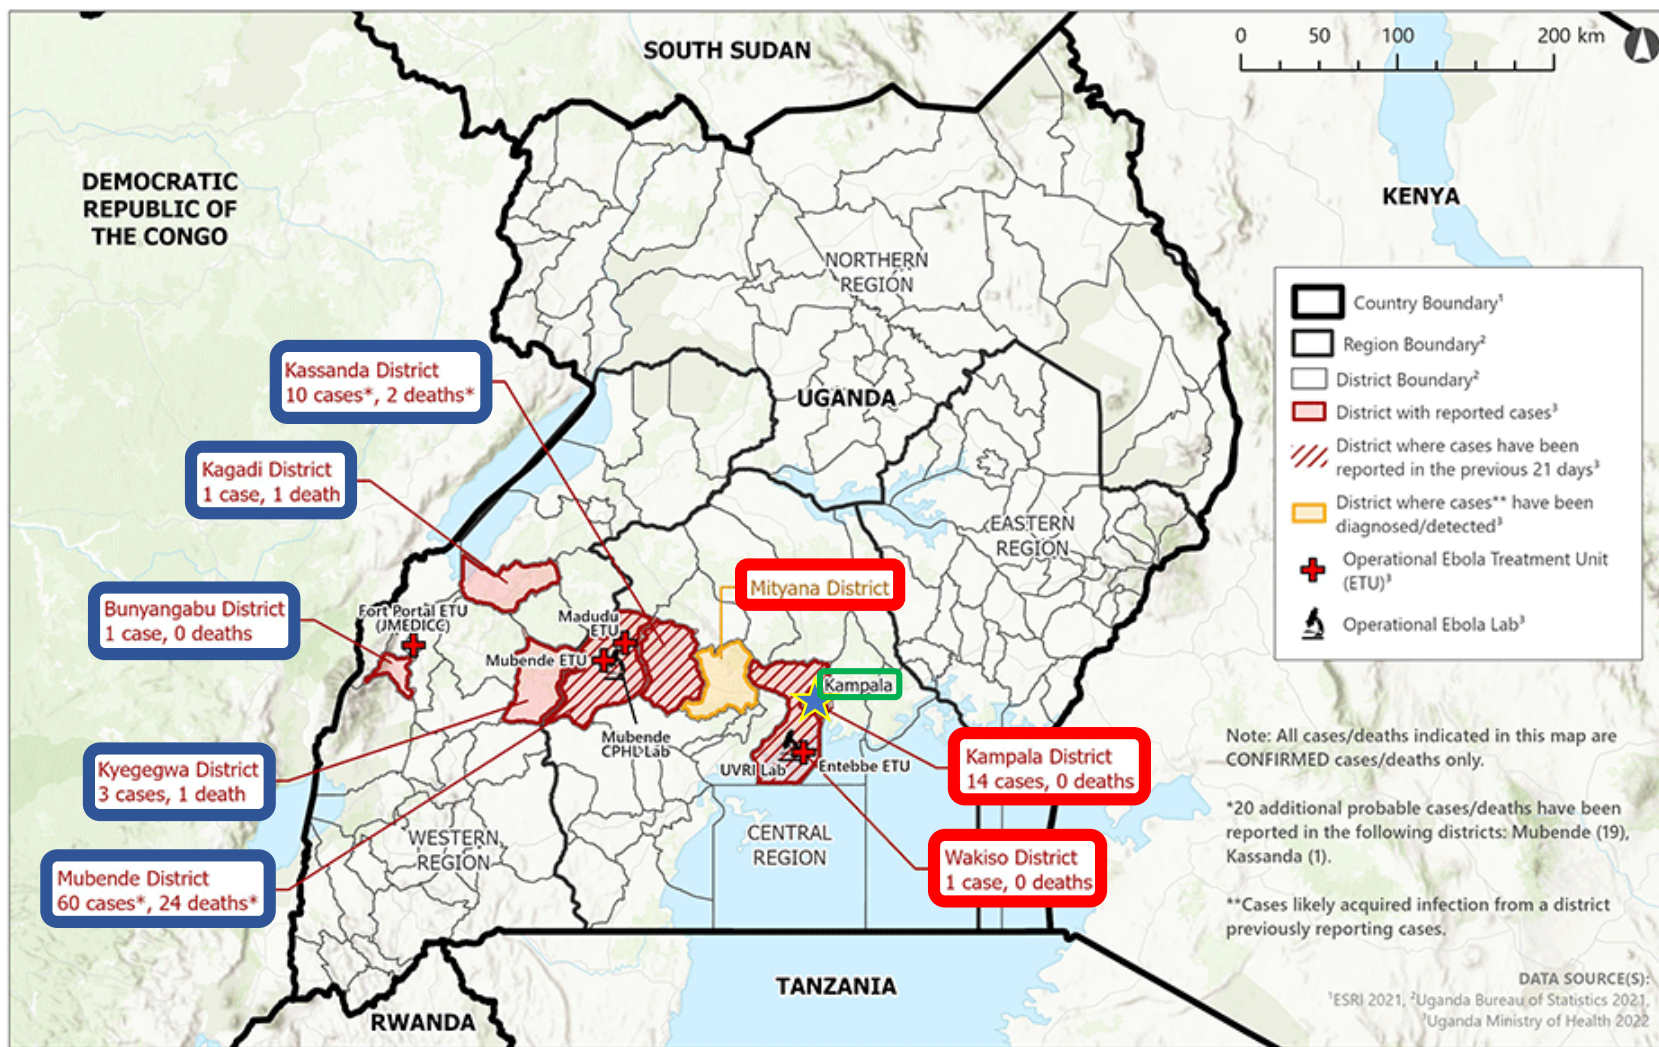 SOUTH SUDAN
0 50 100 200 km
DEMOCRATIC
REPUBLIC OF
THE CONGO
KENYA
NORTHERN
REGION
Country Boundary¹
Region Boundary²
District Boundary²
District with reported cases³
District where cases have been
reported in the previous 21 days³
District where cases** have been
diagnosed/detected³
Operational Ebola Treatment Unit
(ETU)³
Operational Ebola Lab³
Kassanda District
10 cases*, 2 deaths*
UGANDA
Kagadi District
1 case, 1 death
EASTERN
REGION
Mityana District
Bunyangabu District
1 case, 0 deaths
Fort Portal ETU
(JMEDICC)
Madudu
ETU
Mubende ETU
Kampala
Mubende
CPHL Lab
UVRI Lab
Entebbe ETU
Kyegegwa District
3 cases, 1 death
Kampala District
14 cases, 0 deaths
WESTERN
REGION
CENTRAL
REGION
Wakiso District
1 case, 0 deaths
Mubende District
60 cases*, 24 deaths*
Note: All cases/deaths indicated in this map are
CONFIRMED cases/deaths only.
*20 additional probable cases/deaths have been
reported in the following districts: Mubende (19),
Kassanda (1).
**Cases likely acquired infection from a district
previously reporting cases.
TANZANIA
RWANDA
DATA SOURCE(S):
¹ESRI 2021, ²Uganda Bureau of Statistics 2021,
³Uganda Ministry of Health 2022